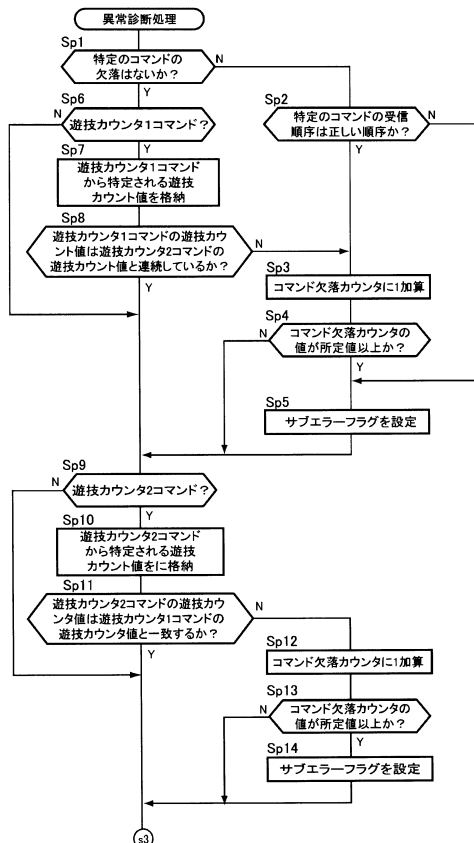 異常診断処理
Sp1
特定のコマンドの
欠落はないか?
N
Y
Sp6
N
遊技カウンタ1コマンド?
Y
Sp2
特定のコマンドの受信
順序は正しい順序か?
N
Y
Sp7
遊技カウンタ1コマンド
から特定される遊技
カウント値を格納
Sp8
遊技カウンタ1コマンドの遊技カウ
ント値は遊技カウンタ2コマンドの
遊技カウント値と連続しているか?
N
Y
Sp3
コマンド欠落カウンタに1加算
Sp4
N
コマンド欠落カウンタの
値が所定値以上か?
Y
Sp5
サブエラーフラグを設定
Sp9
N
遊技カウンタ2コマンド?
Y
Sp10
遊技カウンタ2コマンド
から特定される遊技
カウント値をに格納
Sp11
遊技カウンタ2コマンドの遊技カウ
ンタ値は遊技カウンタ1コマンドの
遊技カウンタ値と一致するか?
N
Y
Sp12
コマンド欠落カウンタに1加算
Sp13
N
コマンド欠落カウンタの
値が所定値以上か?
Y
Sp14
サブエラーフラグを設定
s3